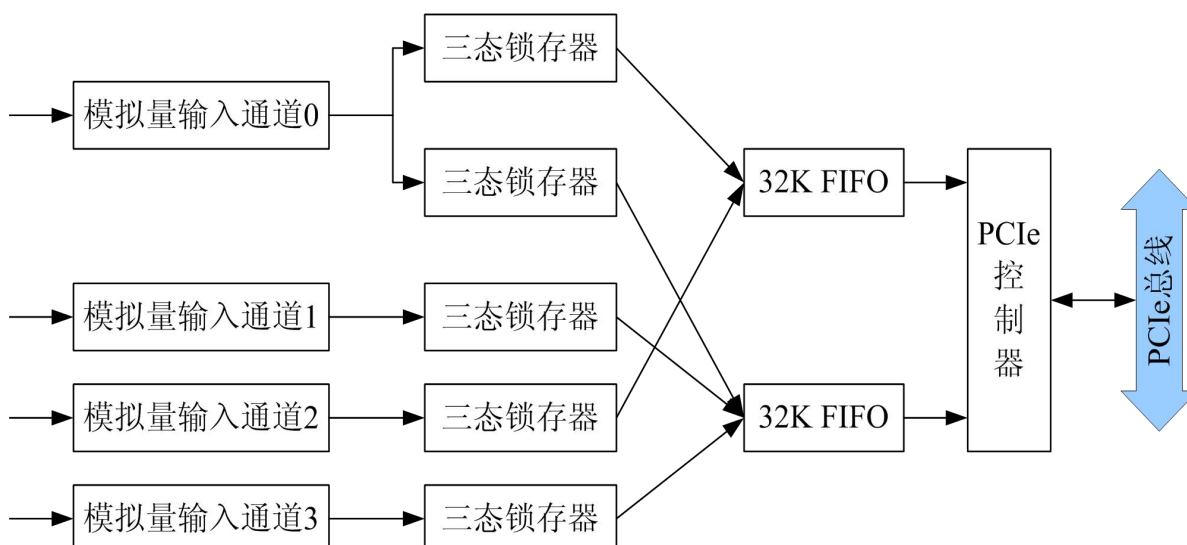 三态锁存器
模拟量输入通道0
三态锁存器
32K FIFO
PCIe
控
制
器
PCIe总线
模拟量输入通道1
三态锁存器
模拟量输入通道2
三态锁存器
32K FIFO
模拟量输入通道3
三态锁存器